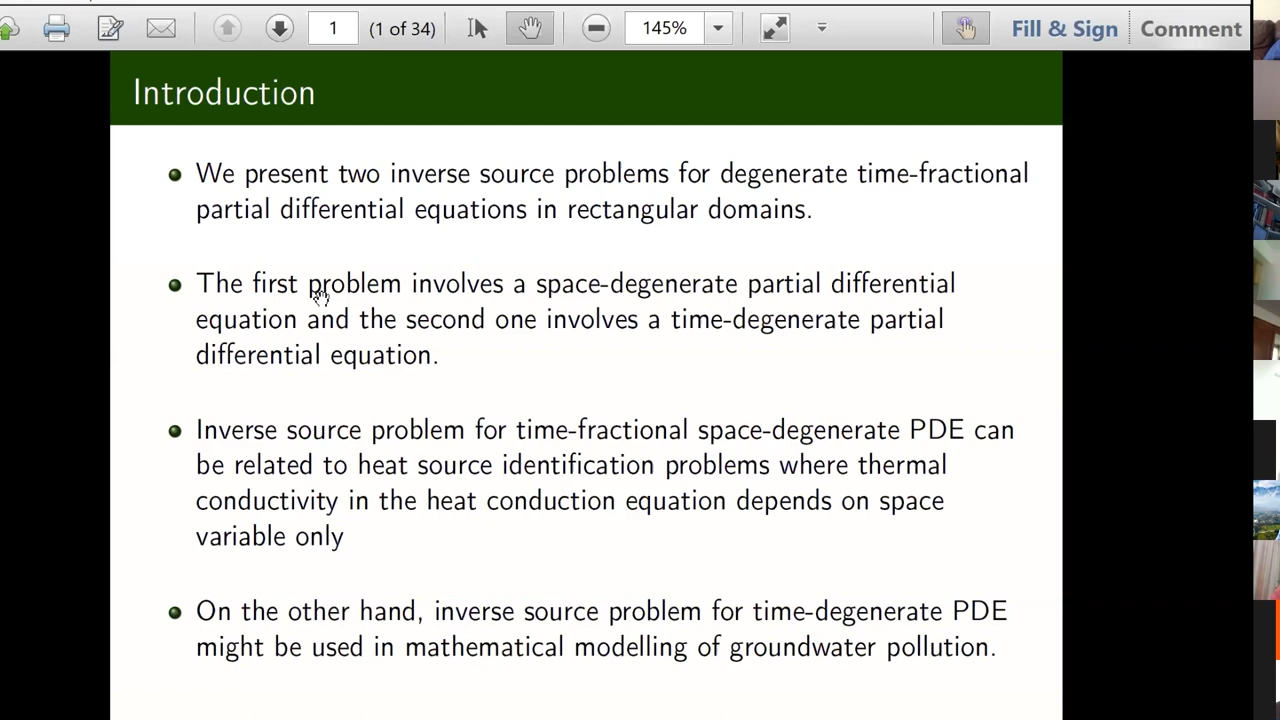 1 (1 of 34) 145% Fill & Sign Comment
Introduction
We present two inverse source problems for degenerate time-fractional
partial differential equations in rectangular domains.
The first problem involves a space-degenerate partial differential
equation and the second one involves a time-degenerate partial
differential equation.
Inverse source problem for time-fractional space-degenerate PDE can
be related to heat source identification problems where thermal
conductivity in the heat conduction equation depends on space
variable only
On the other hand, inverse source problem for time-degenerate PDE
might be used in mathematical modelling of groundwater pollution.